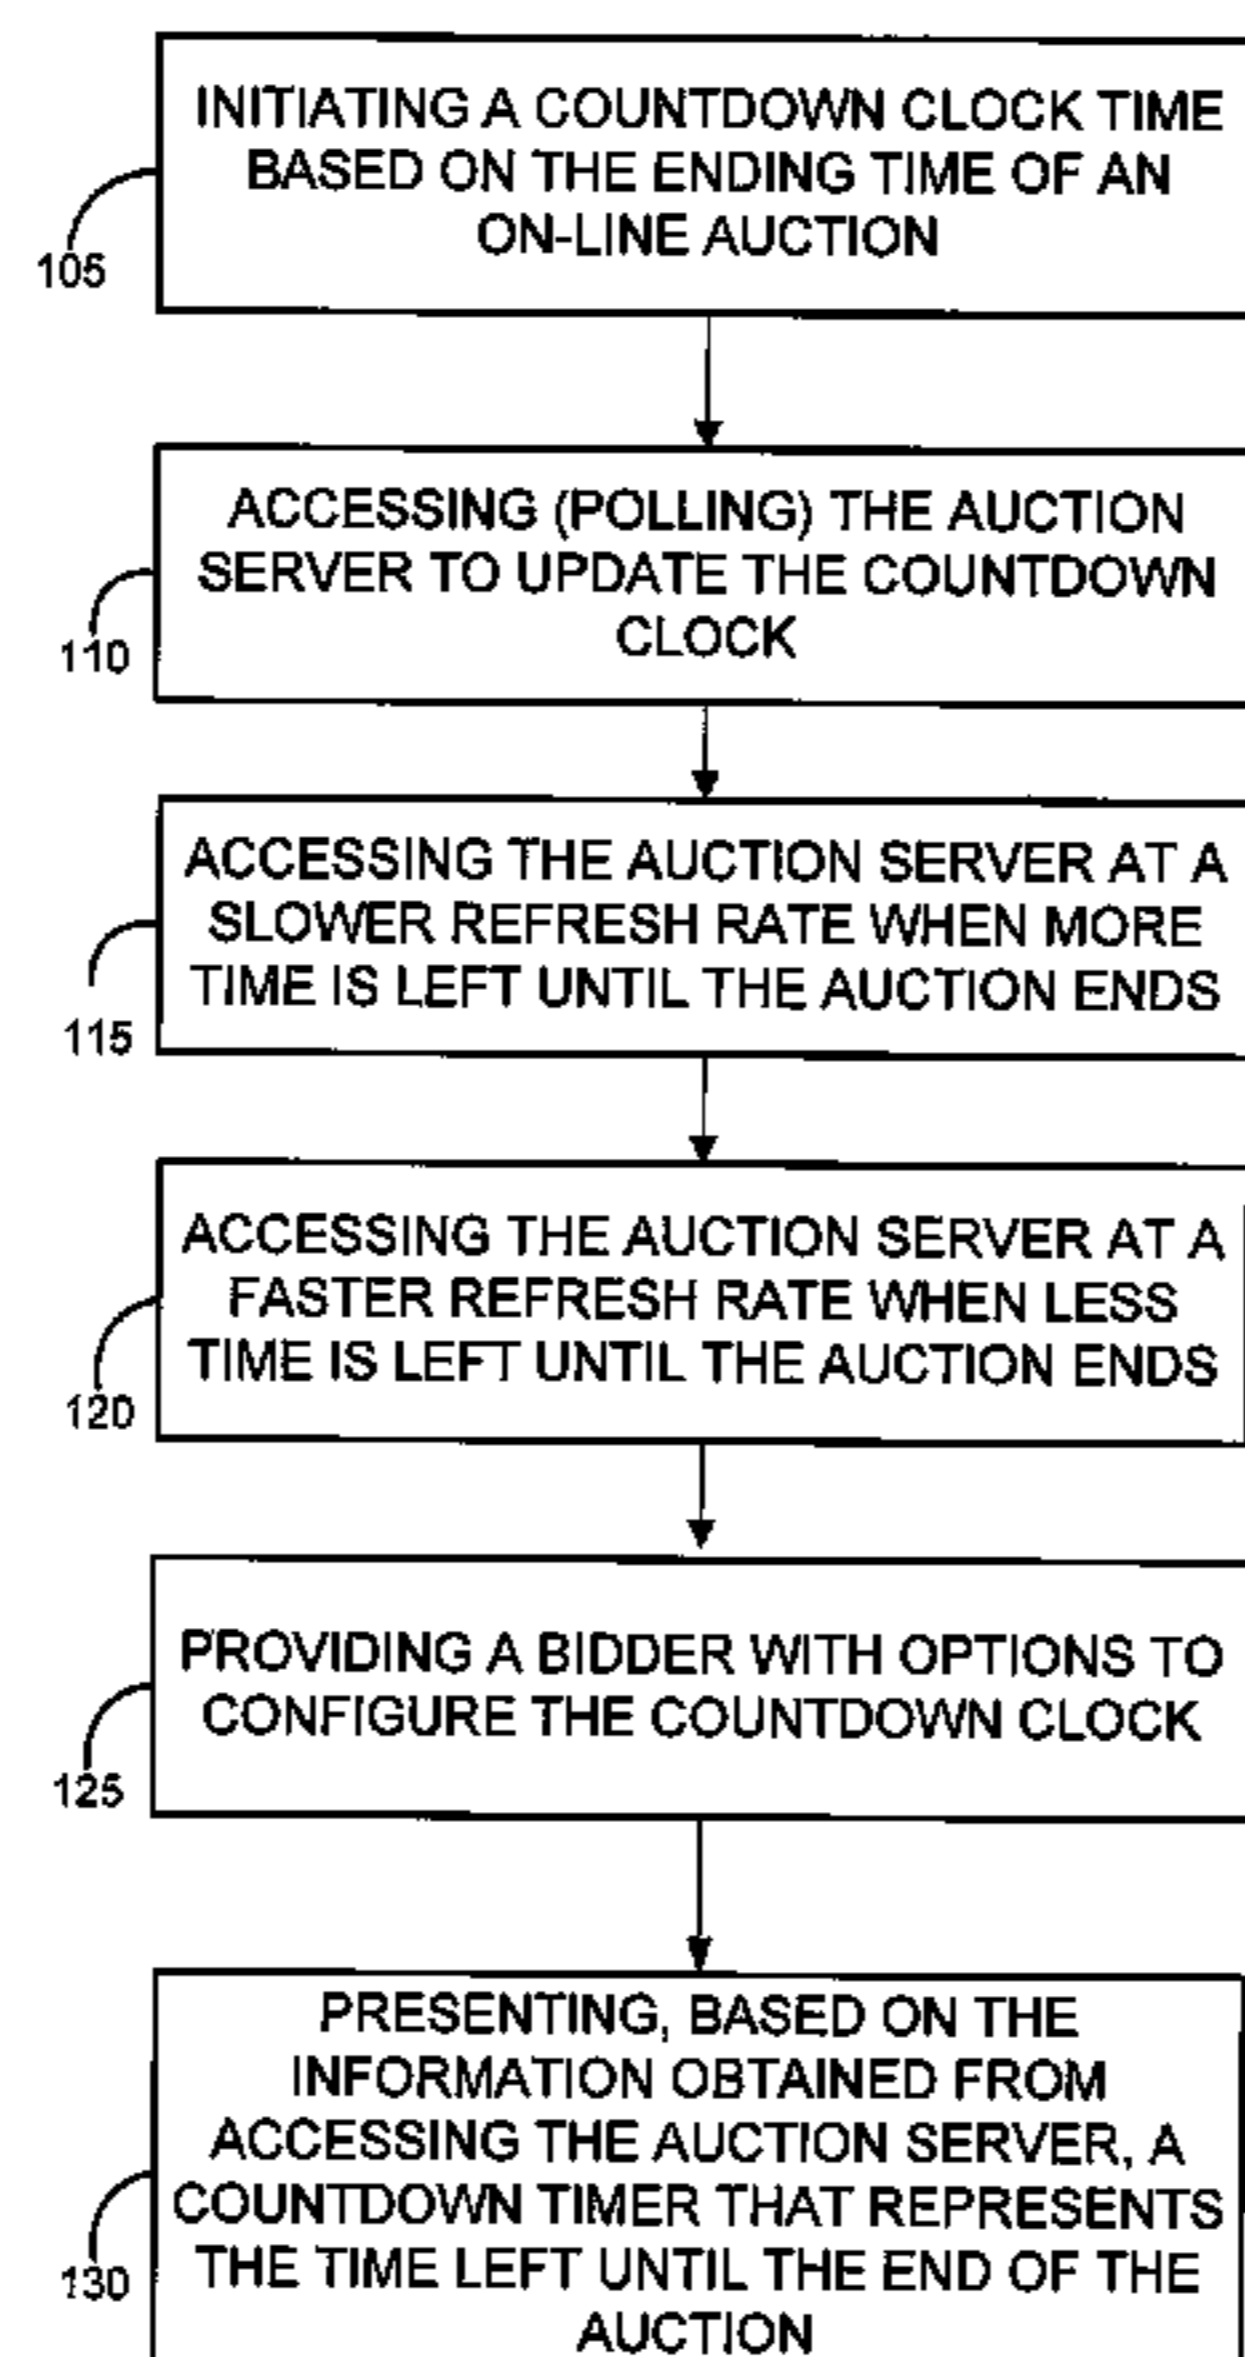 INITIATING A COUNTDOWN CLOCK TIME
BASED ON THE ENDING TIME OF AN
ON-LINE AUCTION
105
ACCESSING (POLLING) THE AUCTION
SERVER TO UPDATE THE COUNTDOWN
CLOCK
110
ACCESSING THE AUCTION SERVER AT A
SLOWER REFRESH RATE WHEN MORE
TIME IS LEFT UNTIL THE AUCTION ENDS
115
ACCESSING THE AUCTION SERVER AT A
FASTER REFRESH RATE WHEN LESS
TIME IS LEFT UNTIL THE AUCTION ENDS
120
PROVIDING A BIDDER WITH OPTIONS TO
CONFIGURE THE COUNTDOWN CLOCK
125
PRESENTING, BASED ON THE
INFORMATION OBTAINED FROM
ACCESSING THE AUCTION SERVER, A
COUNTDOWN TIMER THAT REPRESENTS
THE TIME LEFT UNTIL THE END OF THE
AUCTION
130